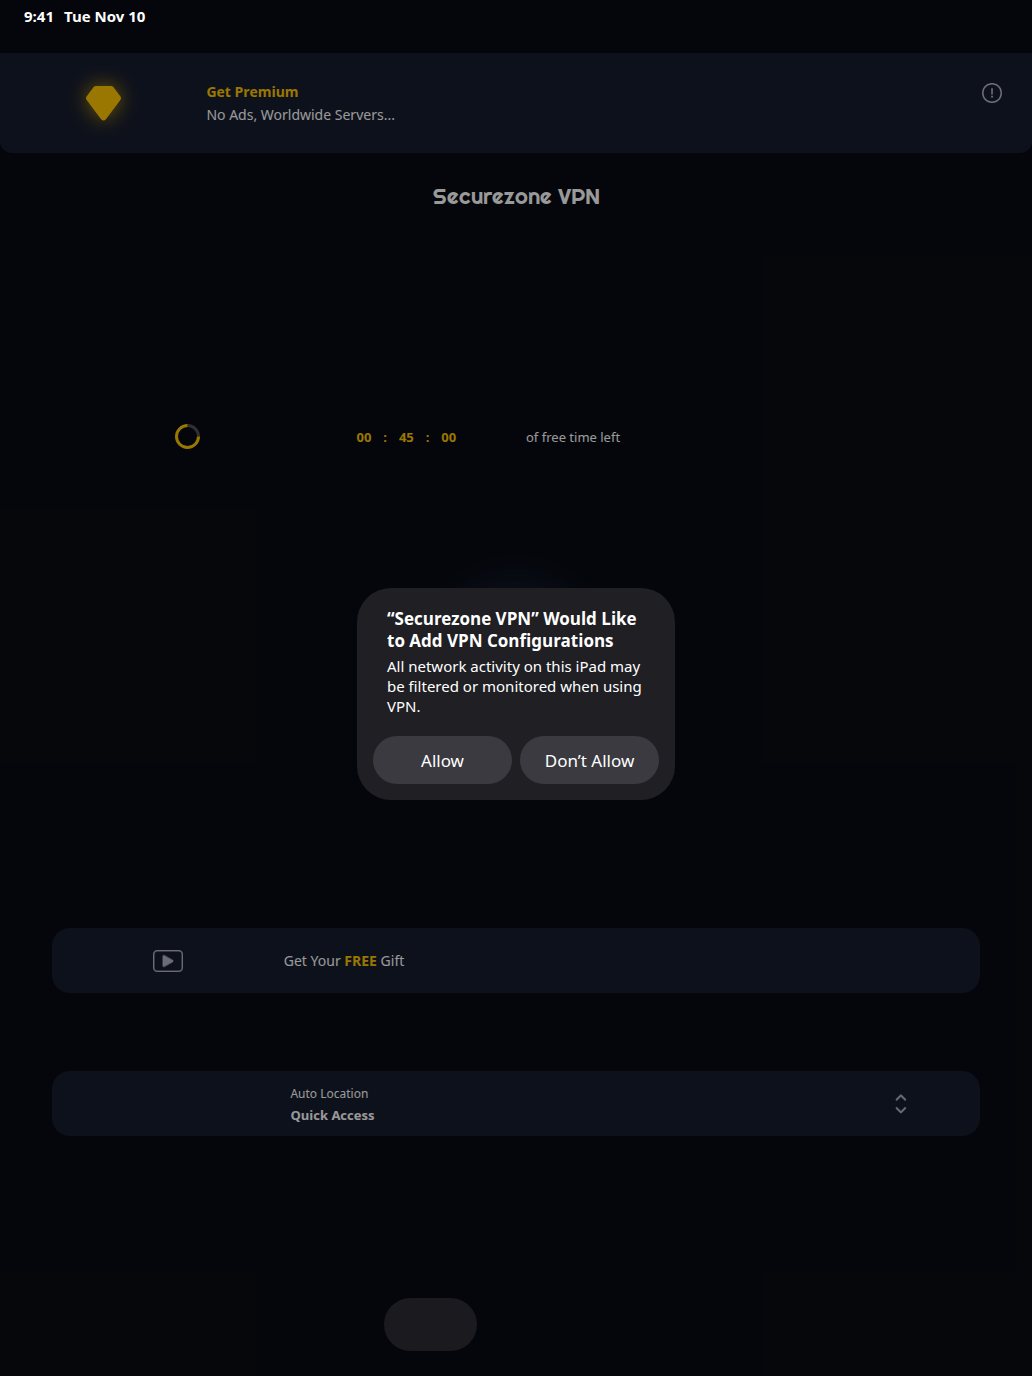 9:41 Tue Nov 10
Get Premium
No Ads, Worldwide Servers...
Securezone VPN
00 : 45 : 00 of free time left
“Securezone VPN” Would Like
to Add VPN Configurations
All network activity on this iPad may
be filtered or monitored when using
VPN.
Allow Don’t Allow
Get Your FREE Gift
Auto Location
Quick Access